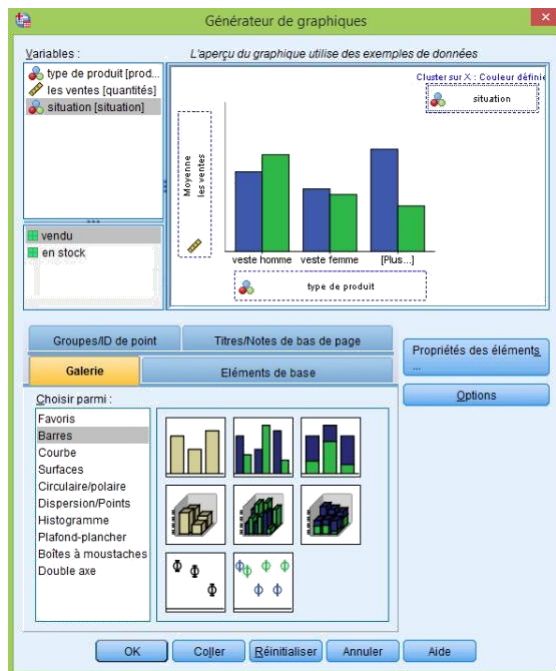 Générateur de graphiques
Variables :
L'aperçu du graphique utilise des exemples de données
type de produit [prod...
les ventes [quantités]
situation [situation]
vendu
en stock
Cluster sur X : Couleur définie
situation
Moyenne
les ventes
veste homme
veste femme
[Plus...]
type de produit
Groupes/ID de point
Titres/Notes de bas de page
Galerie
Eléments de base
Propriétés des éléments
...
Options
Choisir parmi :
Favoris
Barres
Courbe
Surfaces
Circulaire/polaire
Dispersion/Points
Histogramme
Plafond-plancher
Boîtes à moustaches
Double axe
OK
Coller
Réinitialiser
Annuler
Aide